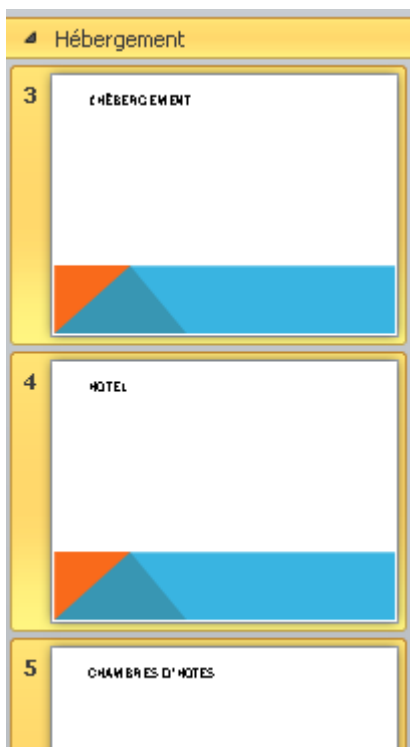 Hébergement
3
L'HÉBERGEMENT
4
HOTEL
5
CHAMBRES D'HOTES